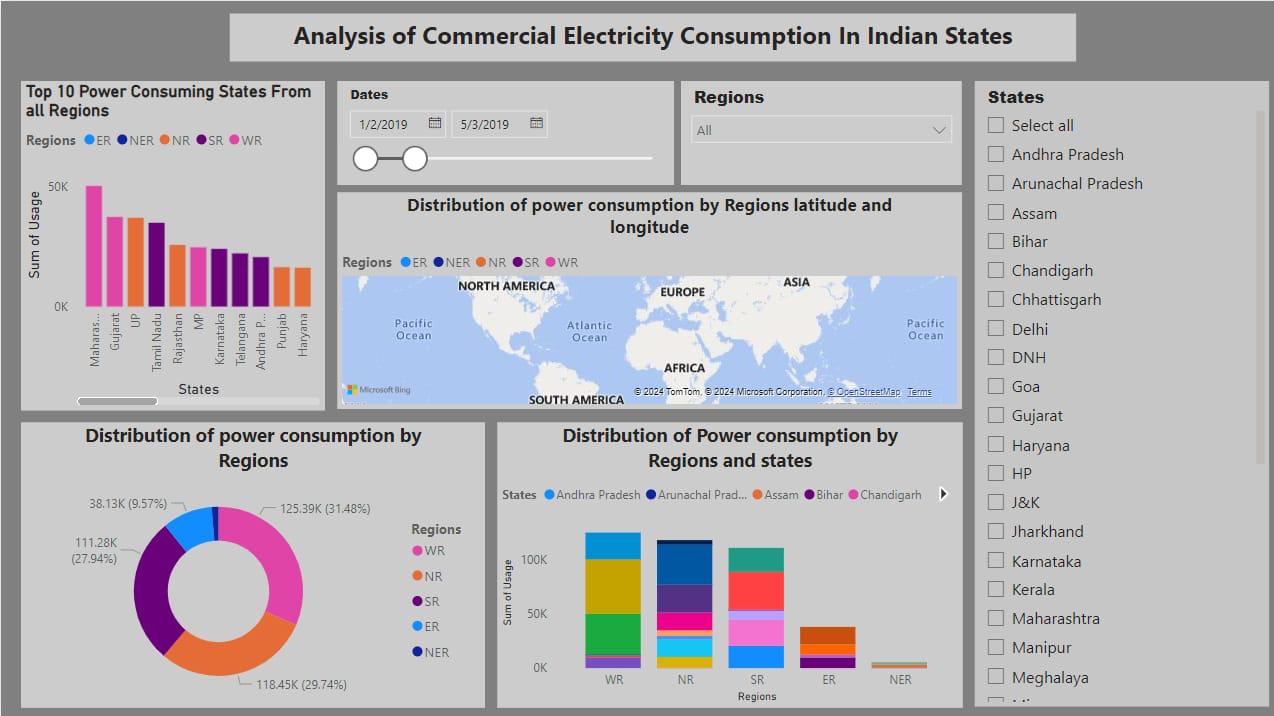 Analysis of Commercial Electricity Consumption In Indian States
Top 10 Power Consuming States From
all Regions
Regions ER NER NR SR WR
50K
0K
Sum of Usage
Maharas...
Gujarat
UP
Tamil Nadu
Rajasthan
MP
Karnataka
Telangana
Andhra P...
Punjab
Haryana
States
Dates
1/2/2019 5/3/2019
Regions
All
Distribution of power consumption by Regions latitude and
longitude
Regions ER NER NR SR WR
NORTH AMERICA
EUROPE
ASIA
Pacific
Ocean
Atlantic
Ocean
Pacific
Ocean
AFRICA
SOUTH AMERICA
Microsoft Bing
© 2024 TomTom, © 2024 Microsoft Corporation, © OpenStreetMap Terms
States
Select all
Andhra Pradesh
Arunachal Pradesh
Assam
Bihar
Chandigarh
Chhattisgarh
Delhi
DNH
Goa
Gujarat
Haryana
HP
J&K
Jharkhand
Karnataka
Kerala
Maharashtra
Manipur
Meghalaya
Distribution of power consumption by
Regions
38.13K (9.57%)
125.39K (31.48%)
111.28K
(27.94%)
118.45K (29.74%)
Regions
WR
NR
SR
ER
NER
Distribution of Power consumption by
Regions and states
States Andhra Pradesh Arunachal Prad... Assam Bihar Chandigarh
100K
50K
0K
Sum of Usage
WR NR SR ER NER
Regions